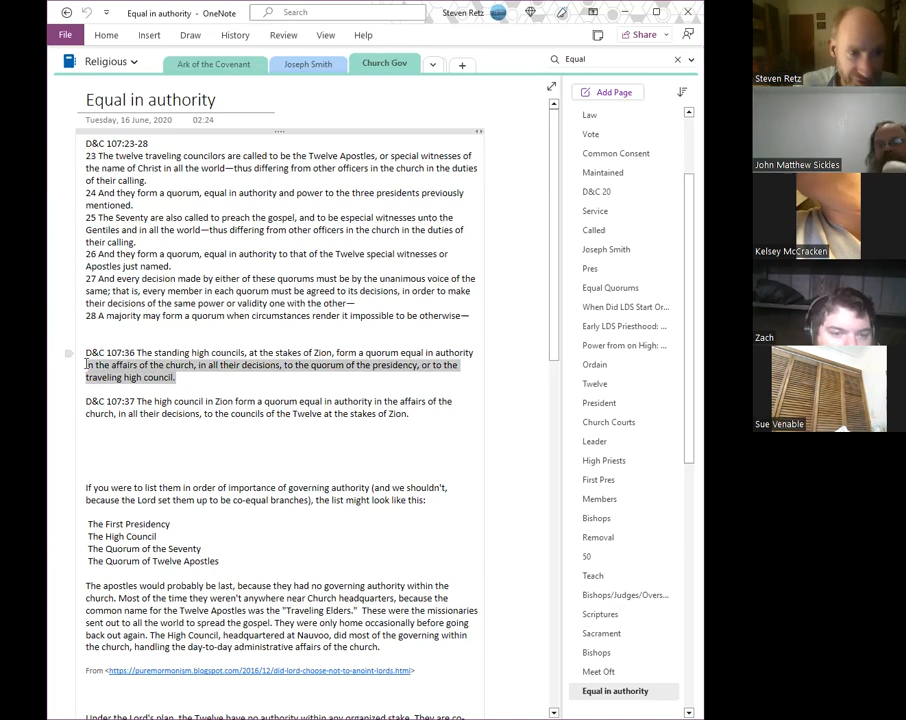 Equal in authority - OneNote
Search
Steven Retz
File
Home
Insert
Draw
History
Review
View
Help
Share
Religious
Ark of the Covenant
Joseph Smith
Church Gov
Equal
Equal in authority
Tuesday, 16 June, 2020
02:24
D&C 107:23-28
23 The twelve traveling councilors are called to be the Twelve Apostles, or special witnesses of
the name of Christ in all the world—thus differing from other officers in the church in the duties
of their calling.
24 And they form a quorum, equal in authority and power to the three presidents previously
mentioned.
25 The Seventy are also called to preach the gospel, and to be especial witnesses unto the
Gentiles and in all the world—thus differing from other officers in the church in the duties of
their calling.
26 And they form a quorum, equal in authority to that of the Twelve special witnesses or
Apostles just named.
27 And every decision made by either of these quorums must be by the unanimous voice of the
same; that is, every member in each quorum must be agreed to its decisions, in order to make
their decisions of the same power or validity one with the other—
28 A majority may form a quorum when circumstances render it impossible to be otherwise—
D&C 107:36 The standing high councils, at the stakes of Zion, form a quorum equal in authority
in the affairs of the church, in all their decisions, to the quorum of the presidency, or to the
traveling high council.
D&C 107:37 The high council in Zion form a quorum equal in authority in the affairs of the
church, in all their decisions, to the councils of the Twelve at the stakes of Zion.
If you were to list them in order of importance of governing authority (and we shouldn't,
because the Lord set them up to be co-equal branches), the list might look like this:
The First Presidency
The High Council
The Quorum of the Seventy
The Quorum of Twelve Apostles
The apostles would probably be last, because they had no governing authority within the
church. Most of the time they weren't anywhere near Church headquarters, because the
common name for the Twelve Apostles was the "Traveling Elders." These were the missionaries
sent out to all the world to spread the gospel. They were only home occasionally before going
back out again. The High Council, headquartered at Nauvoo, did most of the governing within
the church, handling the day-to-day administrative affairs of the church.
From <https://puremormonism.blogspot.com/2016/12/did-lord-choose-not-to-anoint-lords.html>
Under the Lord's plan, the Twelve have no authority within any organized stake. They are co-
Add Page
Law
Vote
Common Consent
Maintained
D&C 20
Service
Called
Joseph Smith
Pres
Equal Quorums
When Did LDS Start Or...
Early LDS Priesthood: ...
Power from on High: ...
Ordain
Twelve
President
Church Courts
Leader
High Priests
First Pres
Members
Bishops
Removal
50
Teach
Bishops/Judges/Overs...
Scriptures
Sacrament
Bishops
Meet Oft
Equal in authority
Steven Retz
John Matthew Sickles
Kelsey McCracken
Zach
Sue Venable